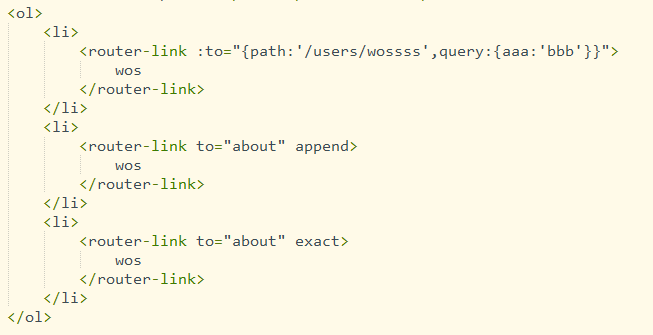 <ol>
    <li>
        <router-link :to="{path:'/users/wossss',query:{aaa:'bbb'}}">
            wos
        </router-link>
    </li>
    <li>
        <router-link to="about" append>
            wos
        </router-link>
    </li>
    <li>
        <router-link to="about" exact>
            wos
        </router-link>
    </li>
</ol>